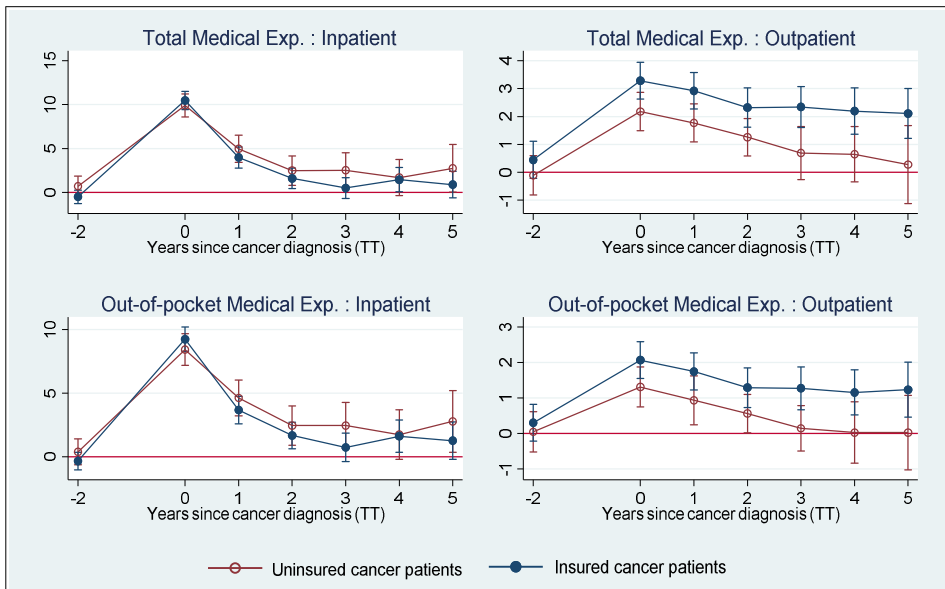 Total Medical Exp. : Inpatient
15
10
5
0
-2 0 1 2 3 4 5
Years since cancer diagnosis (TT)
Total Medical Exp. : Outpatient
4
3
2
1
0
-1
-2 0 1 2 3 4 5
Years since cancer diagnosis (TT)
Out-of-pocket Medical Exp. : Inpatient
10
5
0
-2 0 1 2 3 4 5
Years since cancer diagnosis (TT)
Out-of-pocket Medical Exp. : Outpatient
3
2
1
0
-1
-2 0 1 2 3 4 5
Years since cancer diagnosis (TT)
Uninsured cancer patients Insured cancer patients